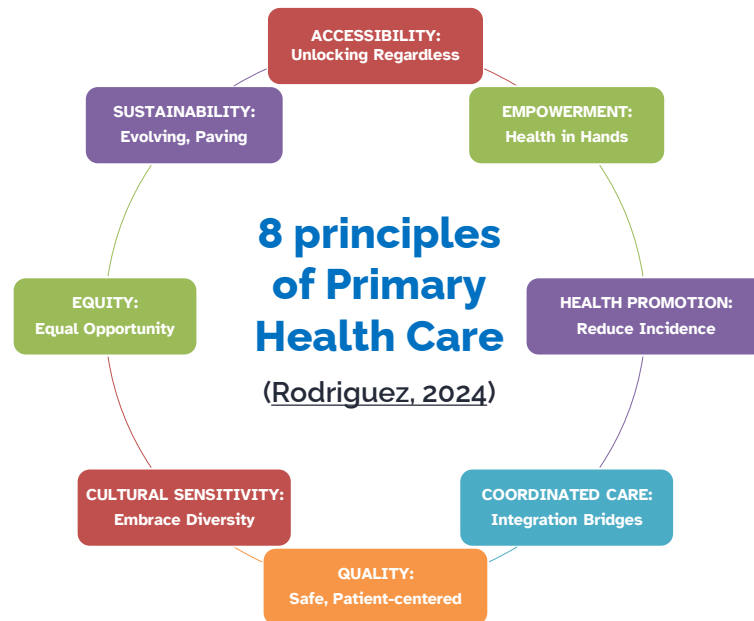 ACCESSIBILITY:
Unlocking Regardless
EMPOWERMENT:
Health in Hands
HEALTH PROMOTION:
Reduce Incidence
COORDINATED CARE:
Integration Bridges
QUALITY:
Safe, Patient-centered
CULTURAL SENSITIVITY:
Embrace Diversity
EQUITY:
Equal Opportunity
SUSTAINABILITY:
Evolving, Paving
8 principles
of Primary
Health Care
(Rodriguez, 2024)